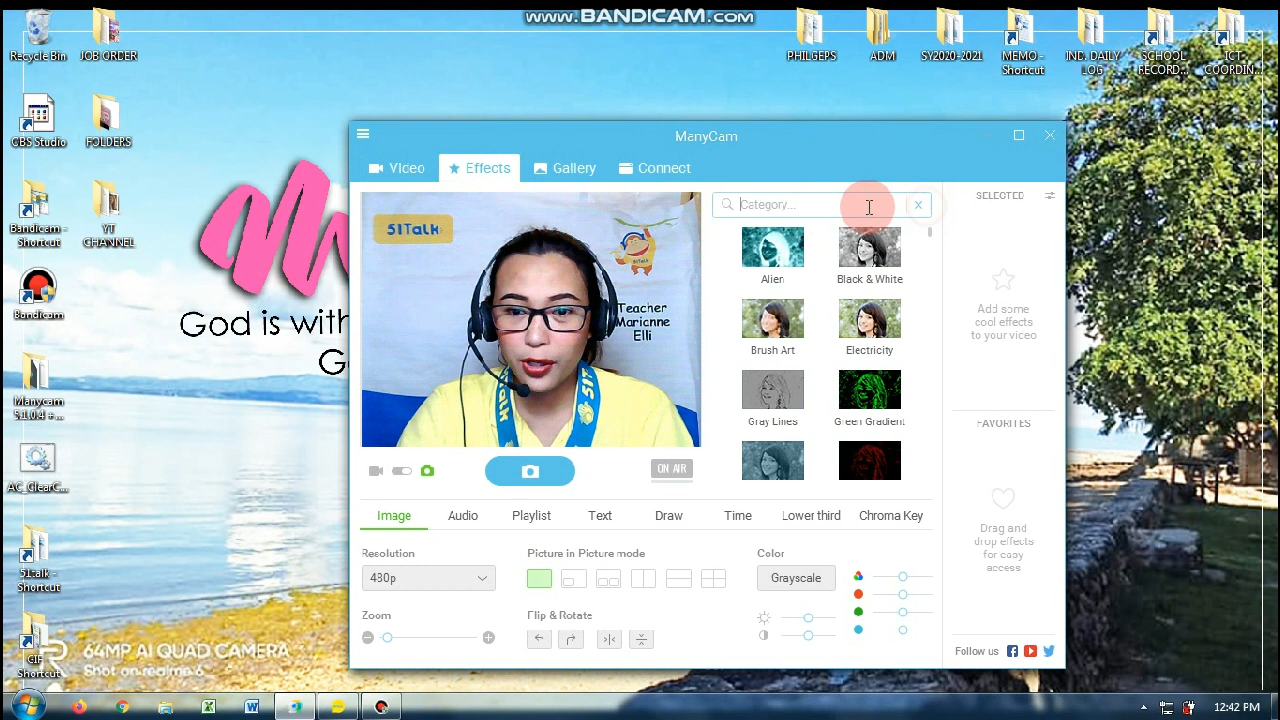 www.BANDICAM.com
Recycle Bin
JOB ORDER
PHILGEPS
ADM
SY2020-2021
MEMO -
Shortcut
IND. DAILY
LOG
SCHOOL
RECORD...
ICT
COORDIN...
OBS Studio
FOLDERS
Bandicam -
Shortcut
YT
CHANNEL
Bandicam
God is with
G
Manycam
5.1.0.4 +...
AC_ClearC...
51talk -
Shortcut
GIF
Shortcut
64MP AI QUAD CAMERA
Shot on realme 6
ManyCam
Video
Effects
Gallery
Connect
51Talk
51Talk
Teacher
Marianne
Elli
51Talk
Category...
X
Alien
Black & White
Brush Art
Electricity
Gray Lines
Green Gradient
SELECTED
Add some
cool effects
to your video
FAVORITES
Drag and
drop effects
for easy
access
ON AIR
Image
Audio
Playlist
Text
Draw
Time
Lower third
Chroma Key
Resolution
480p
Picture in Picture mode
Color
Grayscale
Zoom
Flip & Rotate
Follow us
12:42 PM